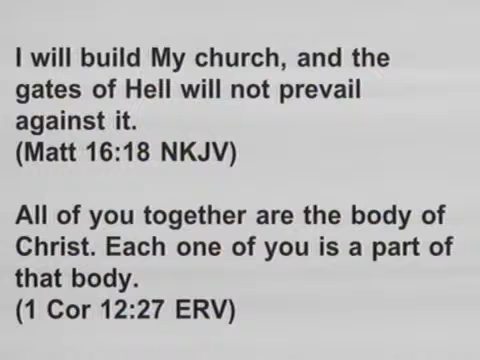 I will build My church, and the
gates of Hell will not prevail
against it.
(Matt 16:18 NKJV)
All of you together are the body of
Christ. Each one of you is a part of
that body.
(1 Cor 12:27 ERV)